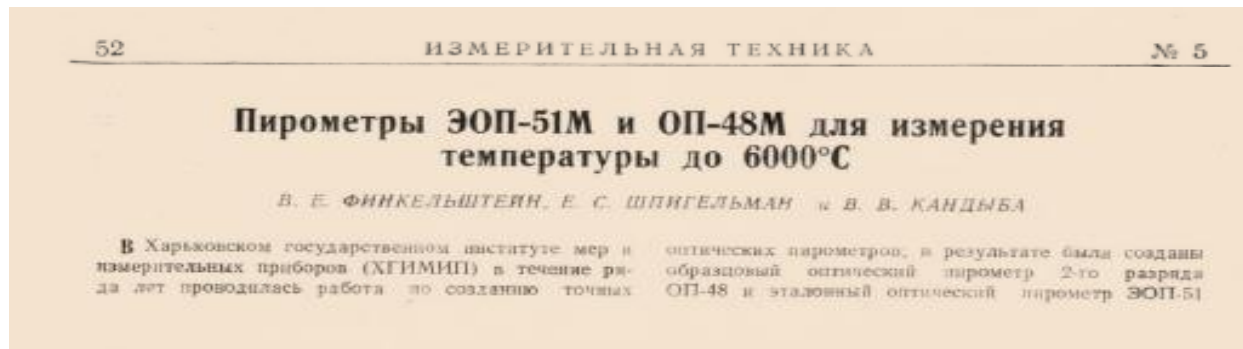 52
ИЗМЕРИТЕЛЬНАЯ ТЕХНИКА
№ 5
Пирометры ЭОП-51М и ОП-48М для измерения
температуры до 6000°С
В. Е. ФИНКЕЛЬШТЕЙН, Е. С. ШПИГЕЛЬМАН и В. В. КАНДЫБА
В Харьковском государственном институте мер и
измерительных приборов (ХГИМИП) в течение ря-
да лет проводилась работа по созданию точных
оптических пирометров; в результате были созданы
образцовый оптический пирометр 2-го разряда
ОП-48 и эталонный оптический пирометр ЭОП-51